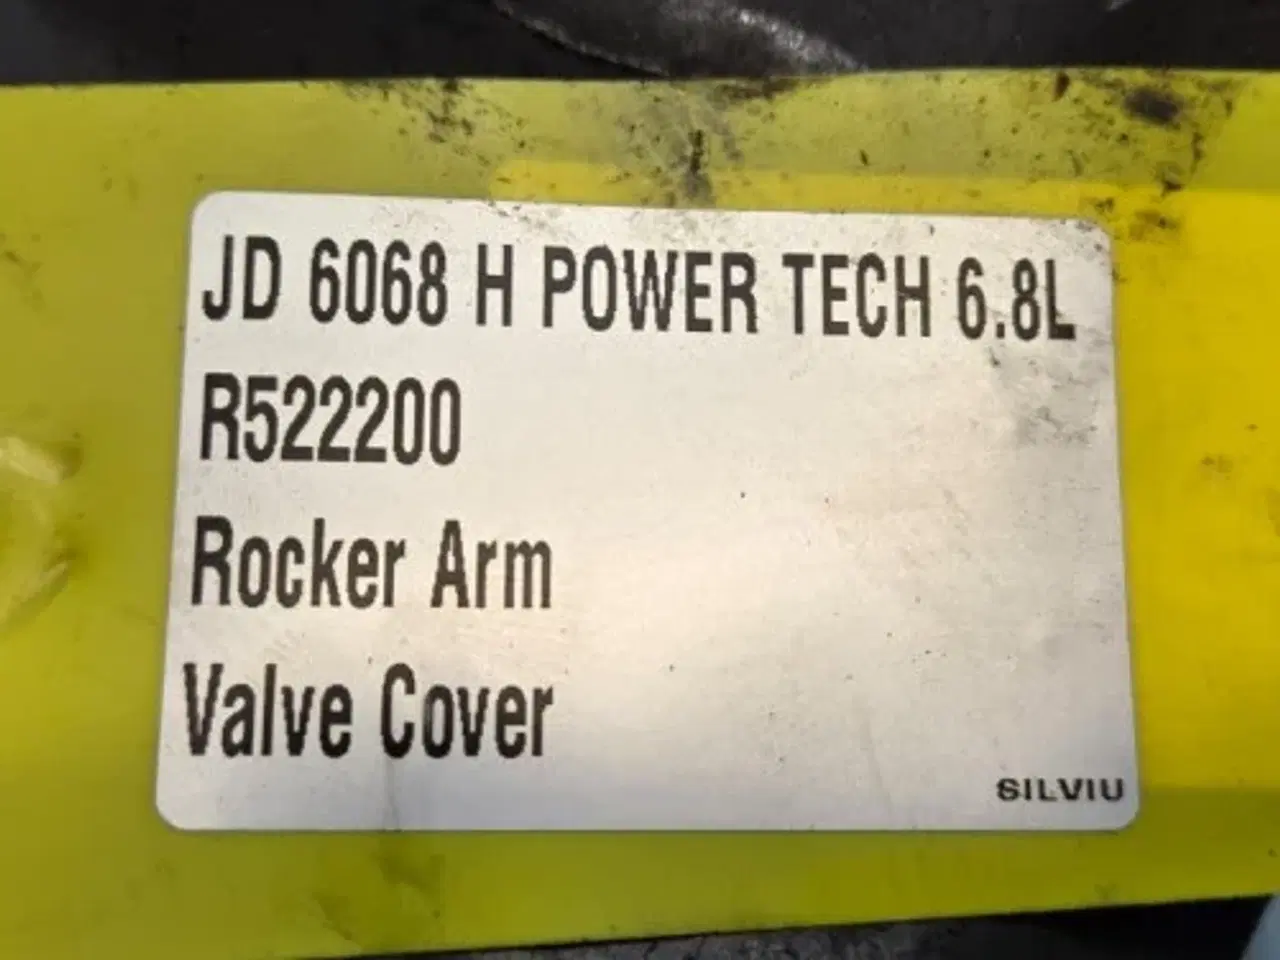 JD 6068 H POWER TECH 6.8L
R522200
Rocker Arm
Valve Cover
SILVIU